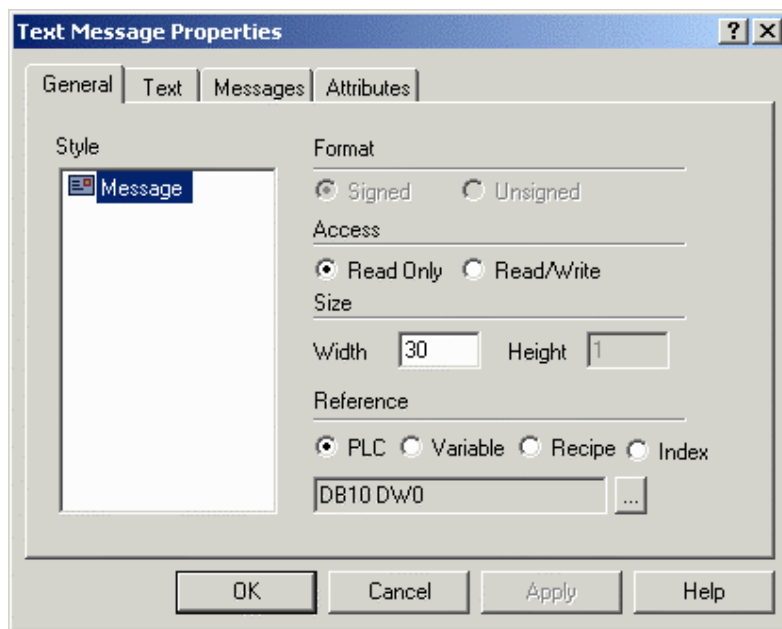 Text Message Properties
General Text Messages Attributes
Style
Message
Format
Signed Unsigned
Access
Read Only Read/Write
Size
Width 30 Height 1
Reference
PLC Variable Recipe Index
DB10 DW0 ...
OK Cancel Apply Help